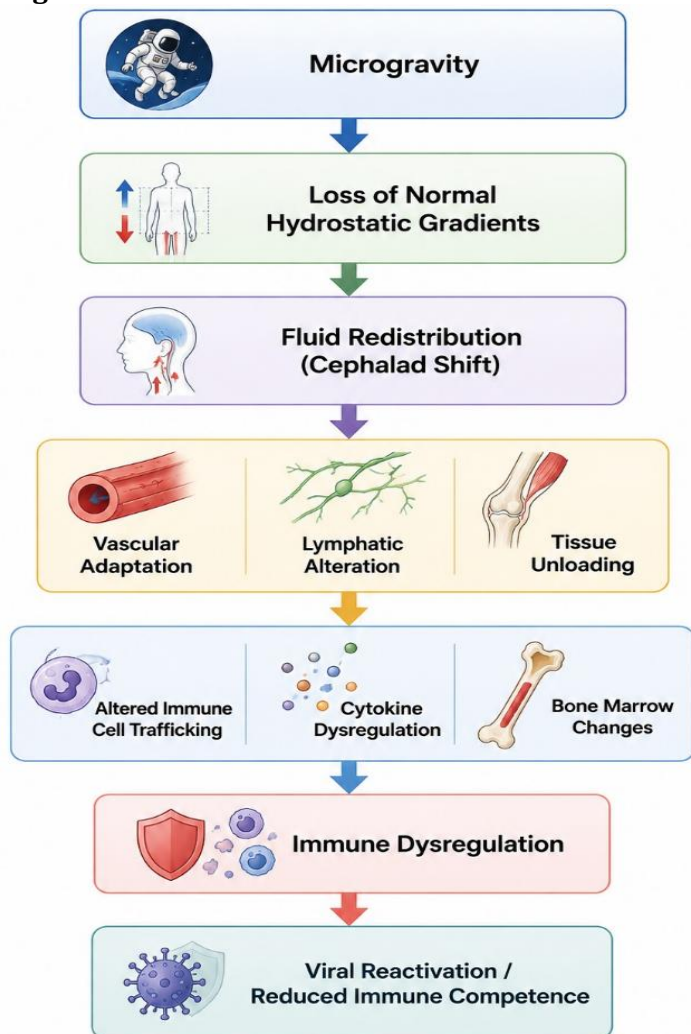 Microgravity
Loss of Normal
Hydrostatic Gradients
Fluid Redistribution
(Cephalad Shift)
Vascular
Adaptation
Lymphatic
Alteration
Tissue
Unloading
Altered Immune
Cell Trafficking
Cytokine
Dysregulation
Bone Marrow
Changes
Immune Dysregulation
Viral Reactivation /
Reduced Immune Competence